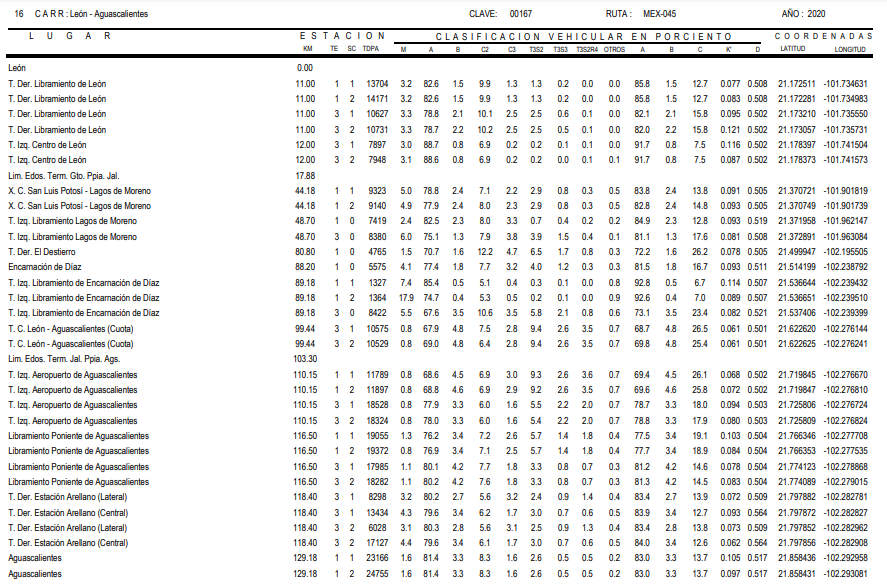 16 C A R R : León - Aguascalientes CLAVE: 00167 RUTA : MEX-045 AÑO : 2020
L U G A R E S T A C I O N C L A S I F I C A C I O N V E H I C U L A R E N P O R C I E N T O C O O R D E N A D A S
KM TE SC TDPA M A B C2 C3 T3S2 T3S3 T3S2R4 OTROS A B C K' D LATITUD LONGITUD
León 0.00
T. Der. Libramiento de León 11.00 1 1 13704 3.2 82.6 1.5 9.9 1.3 1.3 0.2 0.0 0.0 85.8 1.5 12.7 0.077 0.508 21.172511 -101.734631
T. Der. Libramiento de León 11.00 1 2 14171 3.2 82.6 1.5 9.9 1.3 1.3 0.2 0.0 0.0 85.8 1.5 12.7 0.083 0.508 21.172281 -101.734983
T. Der. Libramiento de León 11.00 3 1 10627 3.3 78.8 2.1 10.1 2.5 2.5 0.6 0.1 0.0 82.1 2.1 15.8 0.095 0.502 21.173210 -101.735550
T. Der. Libramiento de León 11.00 3 2 10731 3.3 78.7 2.2 10.2 2.5 2.5 0.5 0.1 0.0 82.0 2.2 15.8 0.121 0.502 21.173057 -101.735731
T. Izq. Centro de León 12.00 3 1 7897 3.0 88.7 0.8 6.9 0.2 0.2 0.1 0.1 0.0 91.7 0.8 7.5 0.116 0.502 21.178397 -101.741504
T. Izq. Centro de León 12.00 3 2 7948 3.1 88.6 0.8 6.9 0.2 0.2 0.0 0.1 0.1 91.7 0.8 7.5 0.087 0.502 21.178373 -101.741573
Lim. Edos. Term. Gto. Ppia. Jal. 17.88
X. C. San Luis Potosí - Lagos de Moreno 44.18 1 1 9323 5.0 78.8 2.4 7.1 2.2 2.9 0.8 0.3 0.5 83.8 2.4 13.8 0.091 0.505 21.370721 -101.901819
X. C. San Luis Potosí - Lagos de Moreno 44.18 1 2 9140 4.9 77.9 2.4 8.0 2.3 2.9 0.8 0.3 0.5 82.8 2.4 14.8 0.093 0.505 21.370749 -101.901739
T. Izq. Libramiento Lagos de Moreno 48.70 1 0 7419 2.4 82.5 2.3 8.0 3.3 0.7 0.4 0.2 0.2 84.9 2.3 12.8 0.093 0.519 21.371958 -101.962147
T. Izq. Libramiento Lagos de Moreno 48.70 3 0 8380 6.0 75.1 1.3 7.9 3.8 3.9 1.5 0.4 0.1 81.1 1.3 17.6 0.081 0.508 21.372891 -101.963084
T. Der. El Destierro 80.80 1 0 4765 1.5 70.7 1.6 12.2 4.7 6.5 1.7 0.8 0.3 72.2 1.6 26.2 0.078 0.505 21.499947 -102.195505
Encarnación de Díaz 88.20 1 0 5575 4.1 77.4 1.8 7.7 3.2 4.0 1.2 0.3 0.3 81.5 1.8 16.7 0.093 0.511 21.514199 -102.238792
T. Izq. Libramiento de Encarnación de Díaz 89.18 1 1 1327 7.4 85.4 0.5 5.1 0.4 0.3 0.1 0.0 0.8 92.8 0.5 6.7 0.114 0.507 21.536644 -102.239432
T. Izq. Libramiento de Encarnación de Díaz 89.18 1 2 1364 17.9 74.7 0.4 5.3 0.5 0.2 0.1 0.0 0.9 92.6 0.4 7.0 0.089 0.507 21.536651 -102.239510
T. Izq. Libramiento de Encarnación de Díaz 89.18 3 0 8422 5.5 67.6 3.5 10.6 3.5 5.8 2.1 0.8 0.6 73.1 3.5 23.4 0.082 0.521 21.537406 -102.239399
T. C. León - Aguascalientes (Cuota) 99.44 3 1 10575 0.8 67.9 4.8 7.5 2.8 9.4 2.6 3.5 0.7 68.7 4.8 26.5 0.061 0.501 21.622620 -102.276144
T. C. León - Aguascalientes (Cuota) 99.44 3 2 10529 0.8 69.0 4.8 6.4 2.8 9.4 2.6 3.5 0.7 69.8 4.8 25.4 0.061 0.501 21.622625 -102.276241
Lim. Edos. Term. Jal. Ppia. Ags. 103.30
T. Izq. Aeropuerto de Aguascalientes 110.15 1 1 11789 0.8 68.6 4.5 6.9 3.0 9.3 2.6 3.6 0.7 69.4 4.5 26.1 0.068 0.502 21.719845 -102.276670
T. Izq. Aeropuerto de Aguascalientes 110.15 1 2 11897 0.8 68.8 4.6 6.9 2.9 9.2 2.6 3.5 0.7 69.6 4.6 25.8 0.072 0.502 21.719847 -102.276810
T. Izq. Aeropuerto de Aguascalientes 110.15 3 1 18528 0.8 77.9 3.3 6.0 1.6 5.5 2.2 2.0 0.7 78.7 3.3 18.0 0.094 0.503 21.725806 -102.276724
T. Izq. Aeropuerto de Aguascalientes 110.15 3 2 18324 0.8 78.0 3.3 6.0 1.6 5.4 2.2 2.0 0.7 78.8 3.3 17.9 0.080 0.503 21.725809 -102.276824
Libramiento Poniente de Aguascalientes 116.50 1 1 19055 1.3 76.2 3.4 7.2 2.6 5.7 1.4 1.8 0.4 77.5 3.4 19.1 0.103 0.504 21.766346 -102.277708
Libramiento Poniente de Aguascalientes 116.50 1 2 19372 0.8 76.9 3.4 7.1 2.5 5.7 1.4 1.8 0.4 77.7 3.4 18.9 0.084 0.504 21.766353 -102.277535
Libramiento Poniente de Aguascalientes 116.50 3 1 17985 1.1 80.1 4.2 7.7 1.8 3.3 0.8 0.7 0.3 81.2 4.2 14.6 0.078 0.504 21.774123 -102.278868
Libramiento Poniente de Aguascalientes 116.50 3 2 18282 1.1 80.2 4.2 7.6 1.8 3.3 0.8 0.7 0.3 81.3 4.2 14.5 0.083 0.504 21.774089 -102.279015
T. Der. Estación Arellano (Lateral) 118.40 3 1 8298 3.2 80.2 2.7 5.6 3.2 2.4 0.9 1.4 0.4 83.4 2.7 13.9 0.072 0.509 21.797882 -102.282781
T. Der. Estación Arellano (Central) 118.40 3 1 13434 4.3 79.6 3.4 6.2 1.7 3.0 0.7 0.6 0.5 83.9 3.4 12.7 0.093 0.564 21.797872 -102.282827
T. Der. Estación Arellano (Lateral) 118.40 3 2 6028 3.1 80.3 2.8 5.6 3.1 2.5 0.9 1.3 0.4 83.4 2.8 13.8 0.073 0.509 21.797852 -102.282962
T. Der. Estación Arellano (Central) 118.40 3 2 17127 4.4 79.6 3.4 6.1 1.7 3.0 0.7 0.6 0.5 84.0 3.4 12.6 0.062 0.564 21.797856 -102.282908
Aguascalientes 129.18 1 1 23166 1.6 81.4 3.3 8.3 1.6 2.6 0.5 0.5 0.2 83.0 3.3 13.7 0.105 0.517 21.858436 -102.292958
Aguascalientes 129.18 1 2 24755 1.6 81.4 3.3 8.3 1.6 2.6 0.5 0.5 0.2 83.0 3.3 13.7 0.097 0.517 21.858431 -102.293081